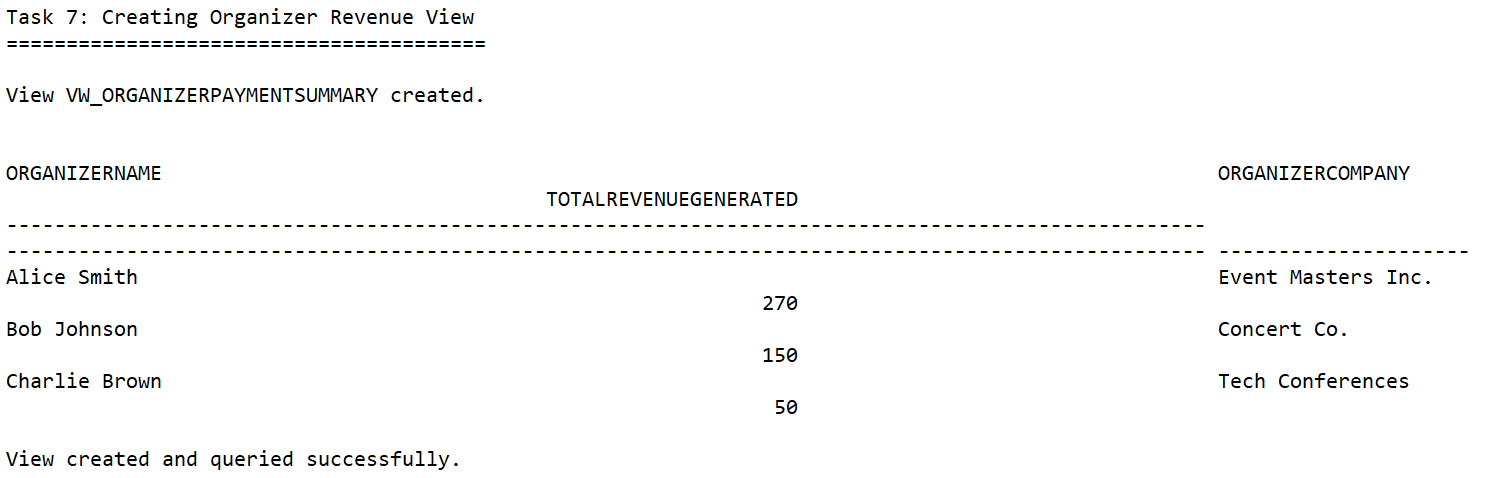 Task 7: Creating Organizer Revenue View
========================================
View VW_ORGANIZERPAYMENTSUMMARY created.
ORGANIZERNAME ORGANIZERCOMPANY
TOTALREVENUEGENERATED
----------------------------------------------------------------------------------------------------
---------------------------------------------------------------------------------------------------- ---------------------
Alice Smith Event Masters Inc.
270
Bob Johnson Concert Co.
150
Charlie Brown Tech Conferences
50
View created and queried successfully.